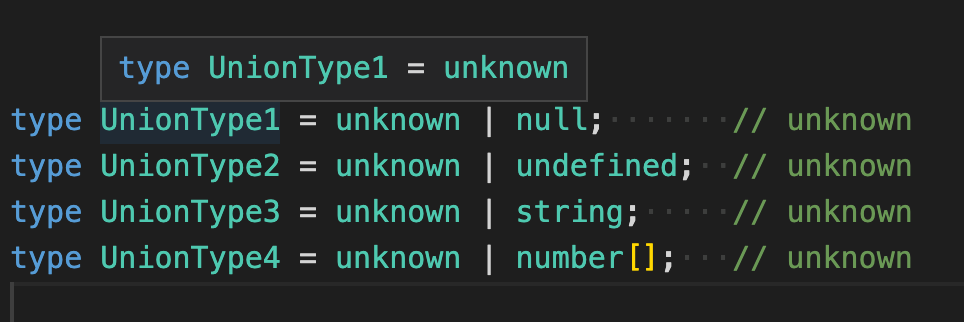 type UnionType1 = unknown
type UnionType1 = unknown | null;·······// unknown
type UnionType2 = unknown | undefined;··// unknown
type UnionType3 = unknown | string;·····// unknown
type UnionType4 = unknown | number[];···// unknown